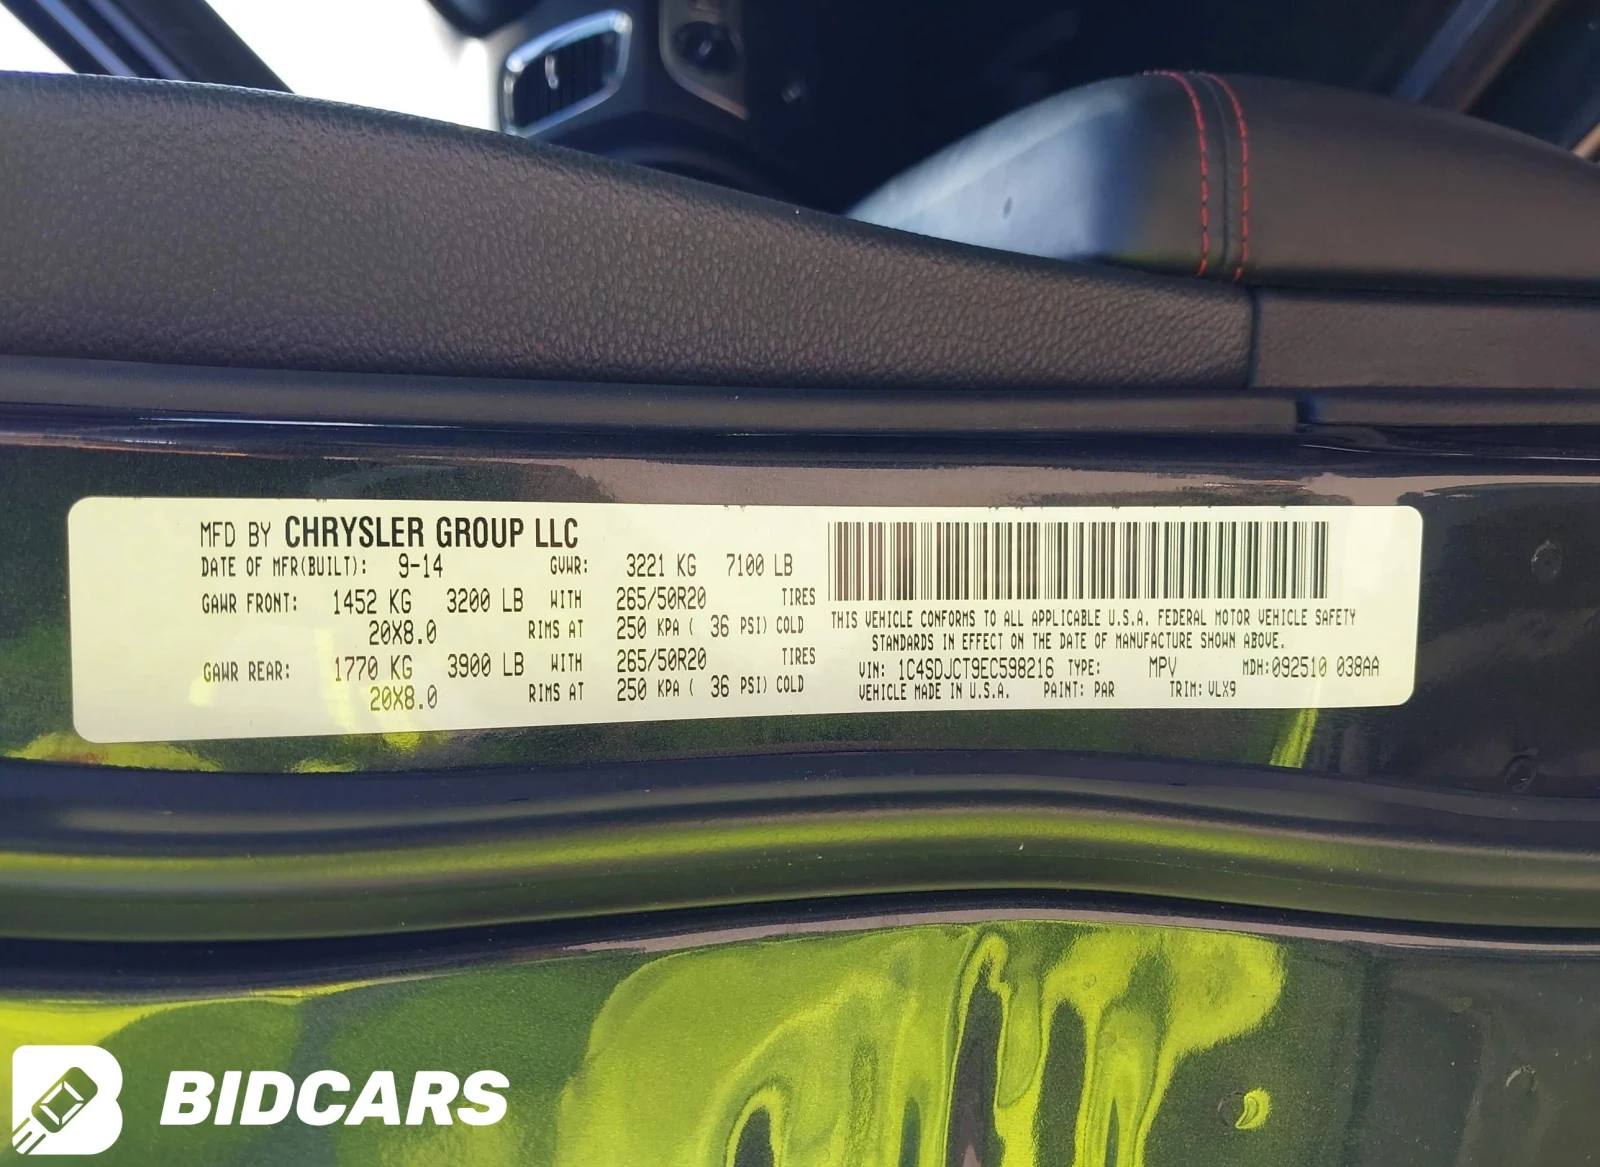 MFD BY CHRYSLER GROUP LLC
DATE OF MFR(BUILT): 9-14 GVWR: 3221 KG 7100 LB
GAWR FRONT: 1452 KG 3200 LB WITH 265/50R20 TIRES
20X8.0 RIMS AT 250 KPA ( 36 PSI) COLD
GAWR REAR: 1770 KG 3900 LB WITH 265/50R20 TIRES
20X8.0 RIMS AT 250 KPA ( 36 PSI) COLD
THIS VEHICLE CONFORMS TO ALL APPLICABLE U.S.A. FEDERAL MOTOR VEHICLE SAFETY
STANDARDS IN EFFECT ON THE DATE OF MANUFACTURE SHOWN ABOVE.
VIN: 1C4SDJCT9EC598216 TYPE: MPV MDH:092510 038AA
VEHICLE MADE IN U.S.A. PAINT: PAR TRIM: VLX9
BIDCARS